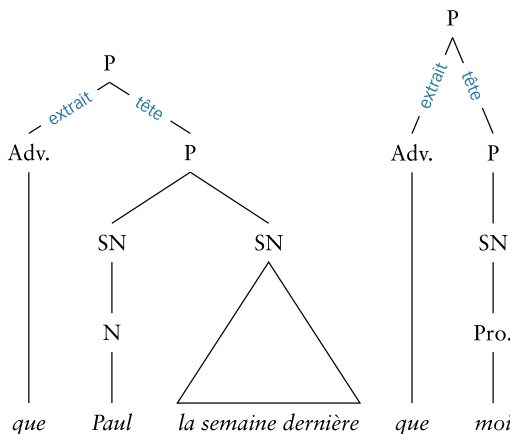 P
P
extrait tête
extrait tête
Adv. P
Adv. P
SN SN
SN
N
Pro.
que Paul la semaine dernière
que moi